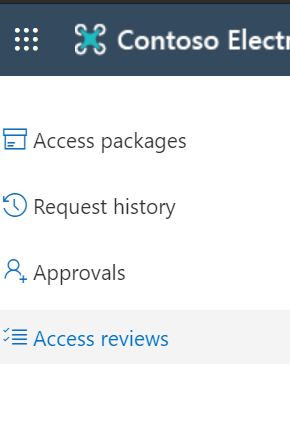 Contoso Electr
Access packages
Request history
Approvals
Access reviews